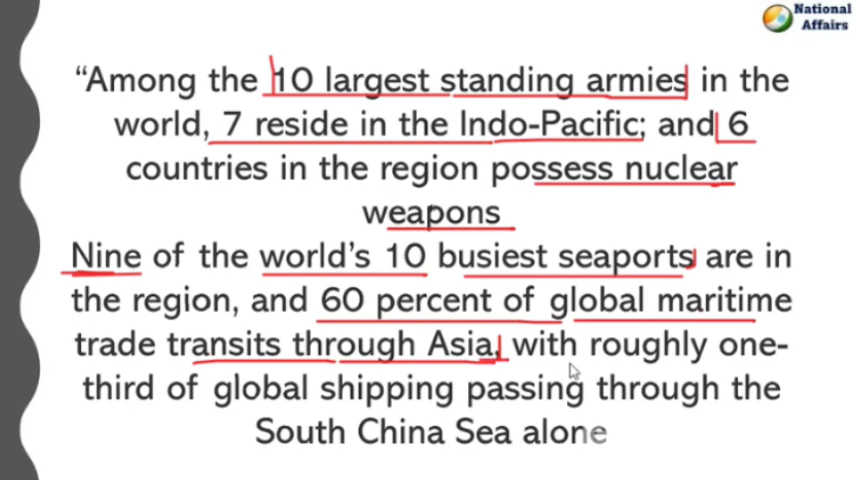 National
Affairs
“Among the 10 largest standing armies in the
world, 7 reside in the Indo-Pacific; and 6
countries in the region possess nuclear
weapons
Nine of the world’s 10 busiest seaports are in
the region, and 60 percent of global maritime
trade transits through Asia, with roughly one-
third of global shipping passing through the
South China Sea alone